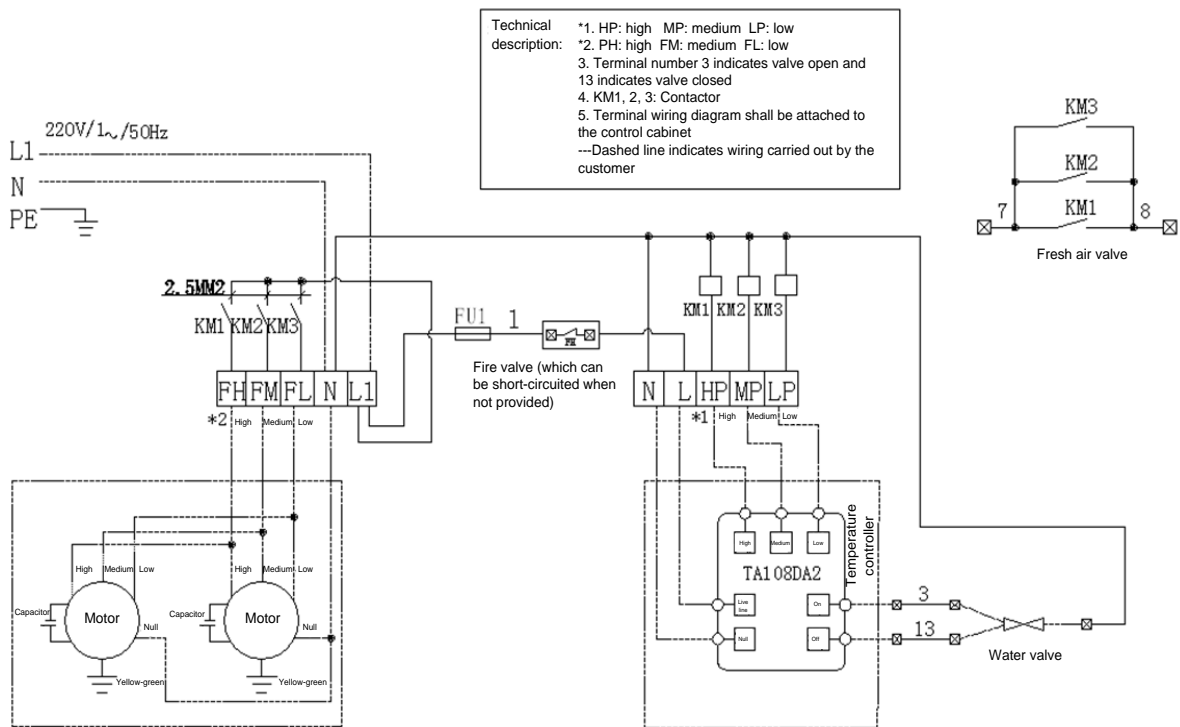 Technical description:
*1. HP: high MP: medium LP: low
*2. PH: high FM: medium FL: low
3. Terminal number 3 indicates valve open and
13 indicates valve closed
4. KM1, 2, 3: Contactor
5. Terminal wiring diagram shall be attached to
the control cabinet
---Dashed line indicates wiring carried out by the
customer
220V/1~/50Hz
L1
N
PE
KM3
KM2
KM1
7
8
Fresh air valve
2.5MM2
KM1 KM2 KM3
FU1
1
FH
Fire valve (which can
be short-circuited when
not provided)
KM1 KM2 KM3
FH FM FL N L1
*2 High Medium Low
N L HP MP LP
*1 High Medium Low
High Medium Low
High Medium Low
Capacitor
Motor
Null
Yellow-green
Capacitor
Motor
Null
Yellow-green
High Medium Low
TA108DA2
Temperature
controller
Live
line
On
Null
Off
3
13
Water valve